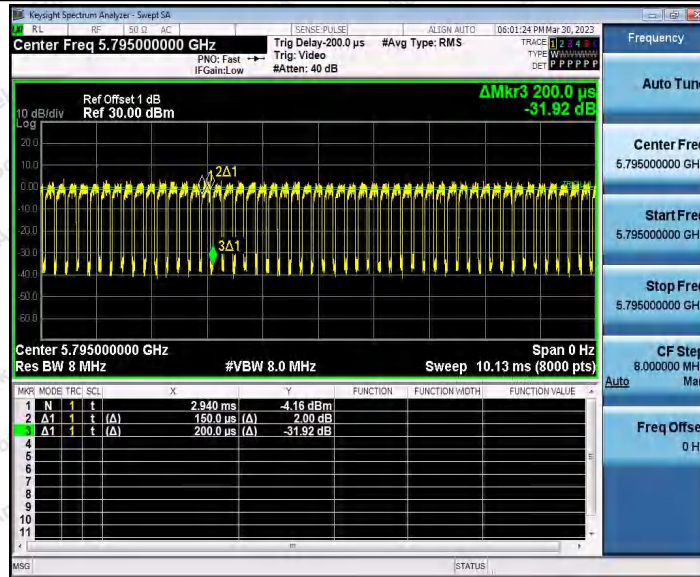 Keysight Spectrum Analyzer - Swept SA
RL RF 50 Ω AC SENSE:PULSE ALIGN AUTO 06:01:24 PM Mar 30, 2023
Center Freq 5.795000000 GHz
PNO: Fast
IFGain:Low
Trig Delay-200.0 µs
Trig: Video
#Atten: 40 dB
#Avg Type: RMS
TRACE 1 2 3 4 5 6
TYPE W
DET P P P P P P
Ref Offset 1 dB
Ref 30.00 dBm
10 dB/div
Log
ΔMkr3 200.0 µs
-31.92 dB
20.0
10.0
0.00
-10.0
-20.0
-30.0
-40.0
-50.0
-60.0
2Δ1
3Δ1
Center 5.795000000 GHz Span 0 Hz
Res BW 8 MHz #VBW 8.0 MHz Sweep 10.13 ms (8000 pts)
MKR MODE TRC SCL X Y FUNCTION FUNCTION WIDTH FUNCTION VALUE
1 N 1 t 2.940 ms -4.16 dBm
2 Δ1 1 t (Δ) 150.0 µs (Δ) 2.00 dB
3 Δ1 1 t (Δ) 200.0 µs (Δ) -31.92 dB
4
5
6
7
8
9
10
11
MSG STATUS
Frequency
Auto Tune
Center Freq
5.795000000 GH
Start Freq
5.795000000 GH
Stop Freq
5.795000000 GH
CF Step
8.000000 MH
Auto Ma
Freq Offse
0 H